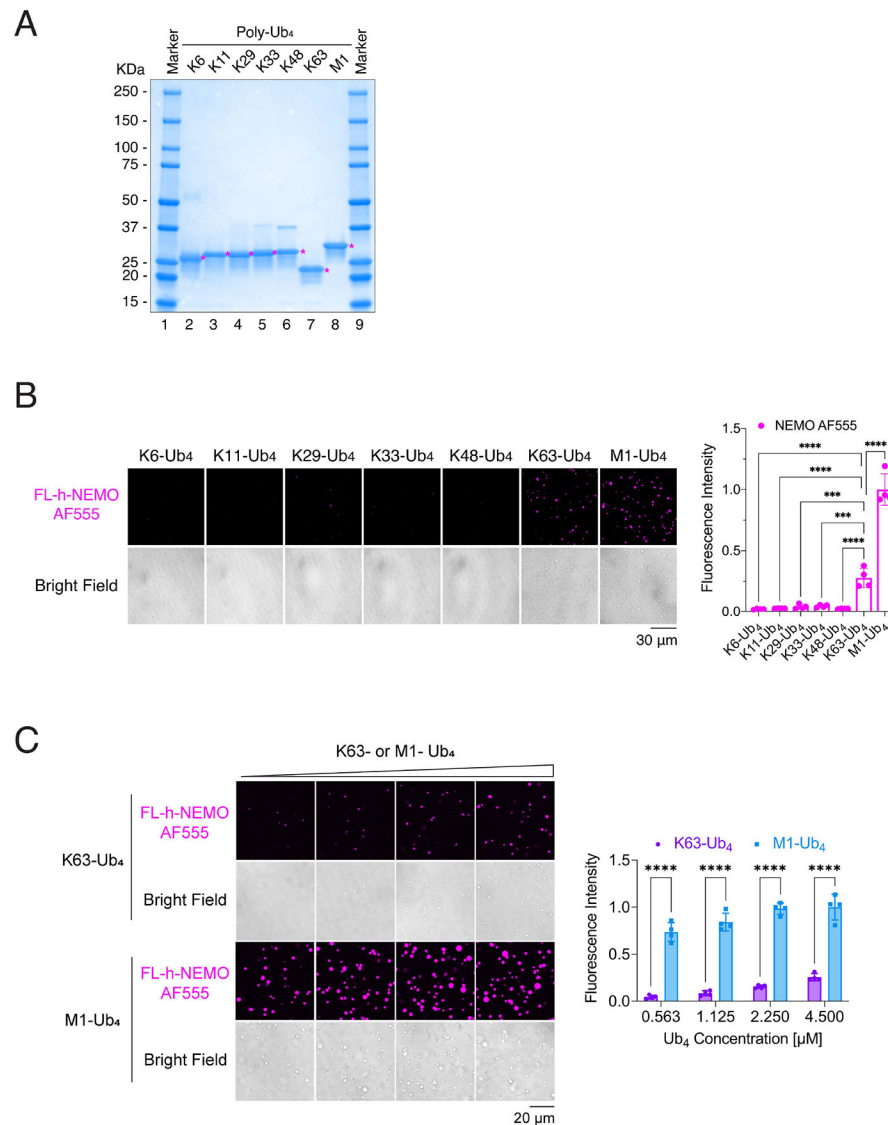 A
Poly-Ub4
KDa Marker K6 K11 K29 K33 K48 K63 M1 Marker
250 -
150 -
100 -
75 -
50 -
37 -
25 -
20 -
15 -
* * * * * * *
1 2 3 4 5 6 7 8 9
B
K6-Ub4 K11-Ub4 K29-Ub4 K33-Ub4 K48-Ub4 K63-Ub4 M1-Ub4
FL-h-NEMO
AF555
Bright Field
30 µm
NEMO AF555
Fluorescence Intensity
1.5
1.0
0.5
0.0
**** ****
****
***
***
****
K6-Ub4 K11-Ub4 K29-Ub4 K33-Ub4 K48-Ub4 K63-Ub4 M1-Ub4
C
K63- or M1- Ub4
K63-Ub4
FL-h-NEMO
AF555
Bright Field
M1-Ub4
FL-h-NEMO
AF555
Bright Field
20 µm
K63-Ub4 M1-Ub4
Fluorescence Intensity
1.5
1.0
0.5
0.0
**** **** **** ****
0.563 1.125 2.250 4.500
Ub4 Concentration [µM]